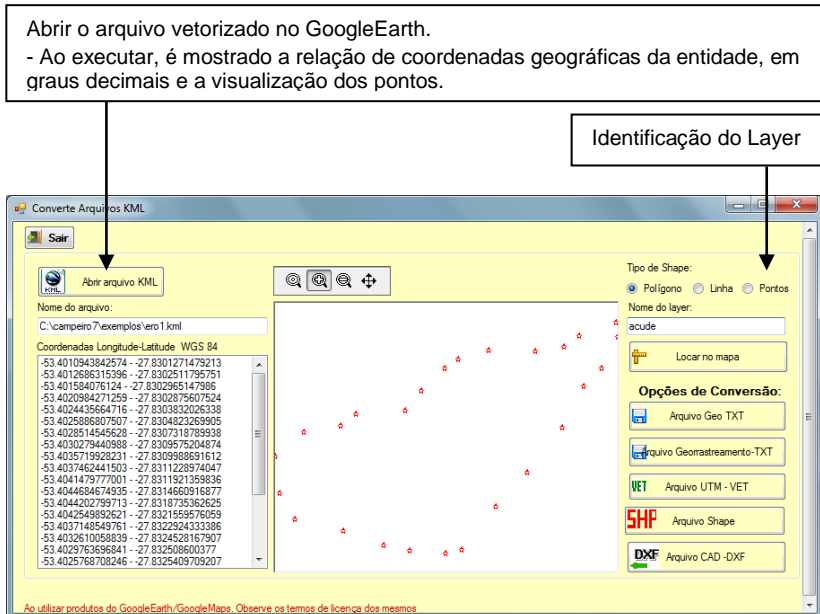 Abrir o arquivo vetorizado no GoogleEarth.
- Ao executar, é mostrado a relação de coordenadas geográficas da entidade, em
graus decimais e a visualização dos pontos.
Identificação do Layer
Converte Arquivos KML
Sair
KML
Abrir arquivo KML
Nome do arquivo:
C:\campeiro7\exemplos\ero1.kml
Coordenadas Longitude-Latitude WGS 84
-53.4010943842574 - -27.8301271479213
-53.4012686315396 - -27.8302511795751
-53.401584076124 - -27.8302965147986
-53.4020984271259 - -27.8302875607524
-53.4024435664716 - -27.8303832026338
-53.4025886807507 - -27.8304823269905
-53.4028514545628 - -27.8307318789938
-53.4030279440988 - -27.8309575204874
-53.4035719928231 - -27.8309988691612
-53.4037462441503 - -27.8311228974047
-53.4041479777001 - -27.8311921359836
-53.4044684674935 - -27.8314660916877
-53.4044202799713 - -27.8318735362625
-53.4042549892621 - -27.8321559576059
-53.4037148549761 - -27.8322924333386
-53.4032610058839 - -27.8324528167907
-53.4029763696841 - -27.832508600377
-53.4025768708246 - -27.8325409709207
Tipo de Shape:
Polígono
Linha
Pontos
Nome do layer:
acude
Locar no mapa
Opções de Conversão:
Arquivo Geo TXT
Arquivo Georrastreamento-TXT
VET Arquivo UTM - VET
SHP Arquivo Shape
DXF Arquivo CAD -DXF
Ao utilizar produtos do GoogleEarth/GoogleMaps. Observe os termos de licença dos mesmos